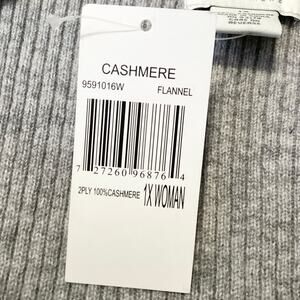 CASHMERE
9591016W FLANNEL
7 27260 96876 4
2PLY 100%CASHMERE 1X WOMAN